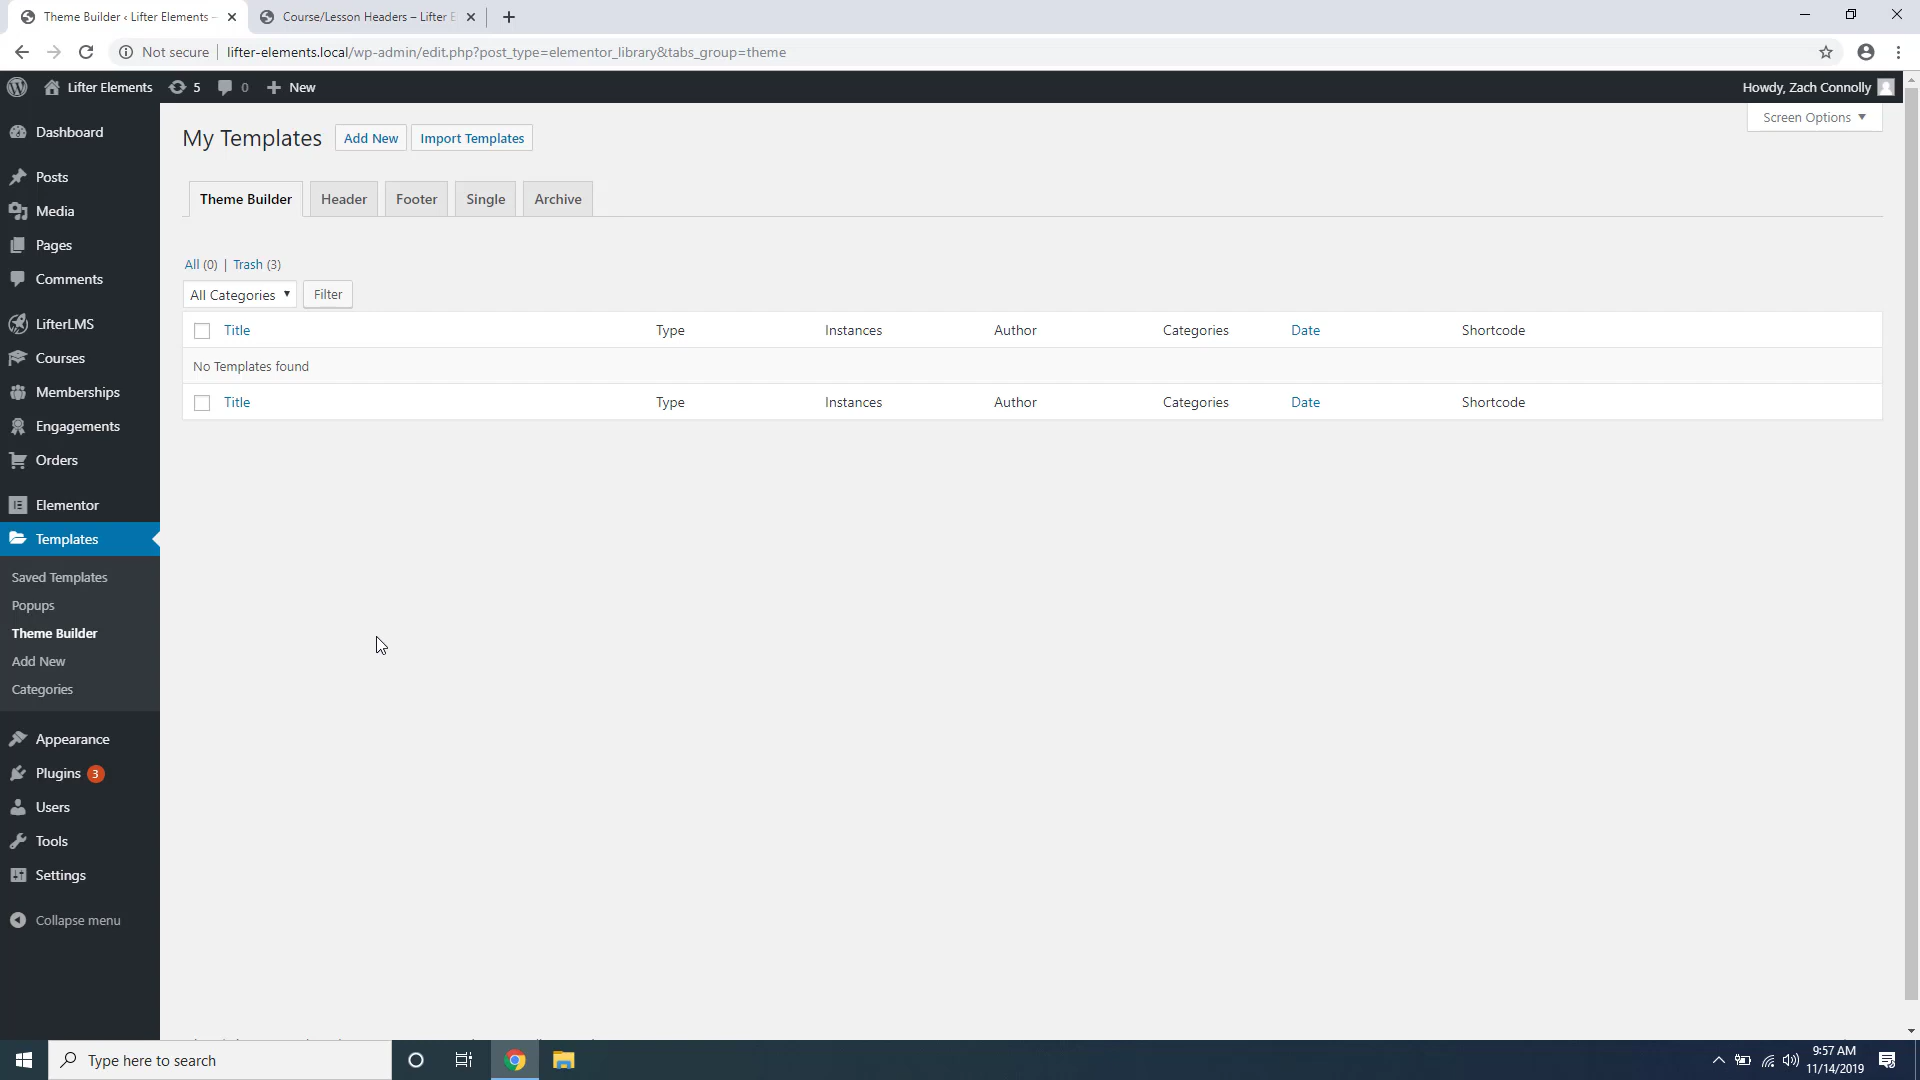 Theme Builder ‹ Lifter Elements –
Course/Lesson Headers – Lifter E
Not secure
lifter-elements.local/wp-admin/edit.php?post_type=elementor_library&tabs_group=theme
Lifter Elements
5
0
New
Howdy, Zach Connolly
Screen Options
Dashboard
Posts
Media
Pages
Comments
LifterLMS
Courses
Memberships
Engagements
Orders
Elementor
Templates
Saved Templates
Popups
Theme Builder
Add New
Categories
Appearance
Plugins 3
Users
Tools
Settings
Collapse menu
My Templates
Add New
Import Templates
Theme Builder
Header
Footer
Single
Archive
All (0) | Trash (3)
All Categories
Filter
Title Type Instances Author Categories Date Shortcode
No Templates found
Title Type Instances Author Categories Date Shortcode
Type here to search
9:57 AM
11/14/2019